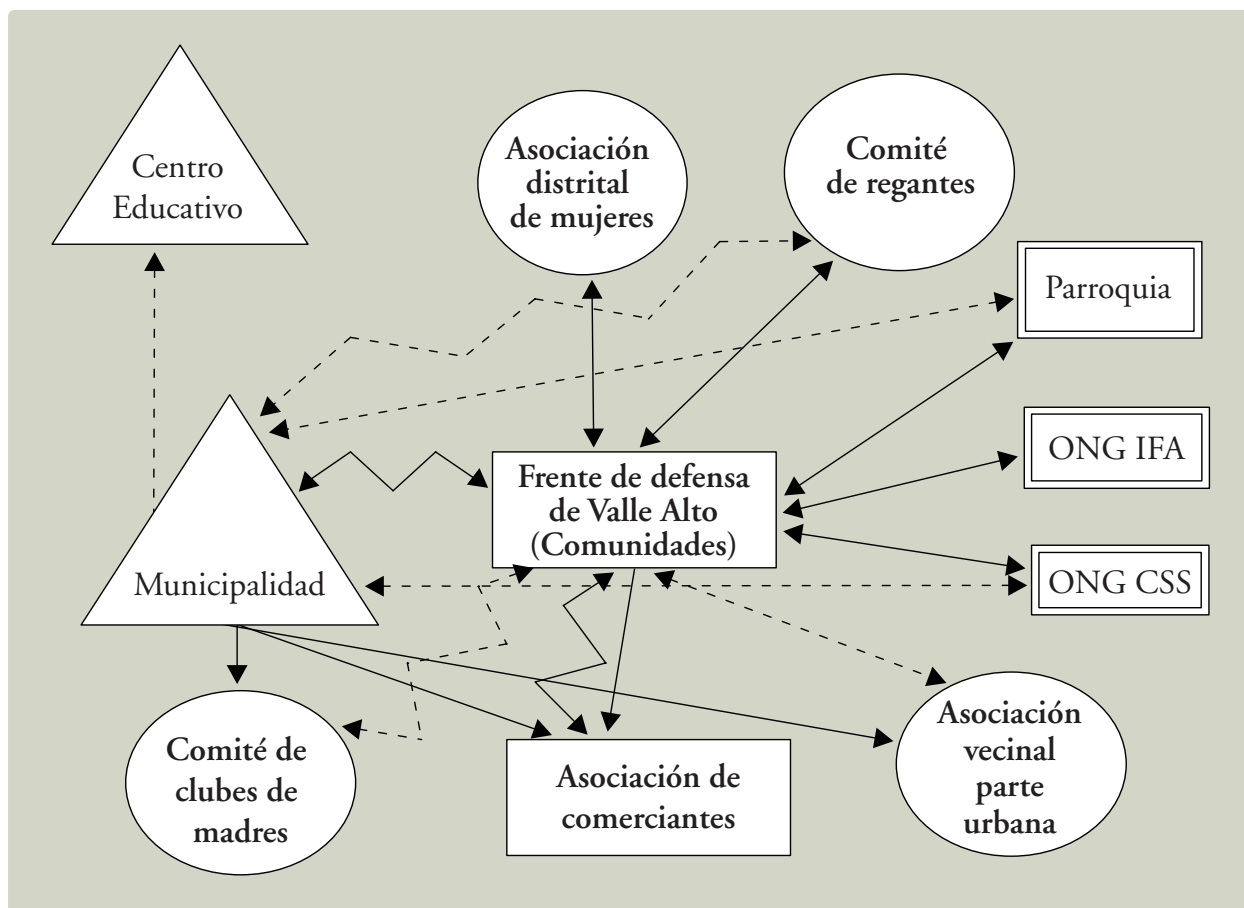 Centro
Educativo
Asociación
distrital
de mujeres
Comité
de regantes
Parroquia
ONG IFA
ONG CSS
Frente de defensa
de Valle Alto
(Comunidades)
Municipalidad
Comité de
clubes de
madres
Asociación de
comerciantes
Asociación
vecinal
parte
urbana